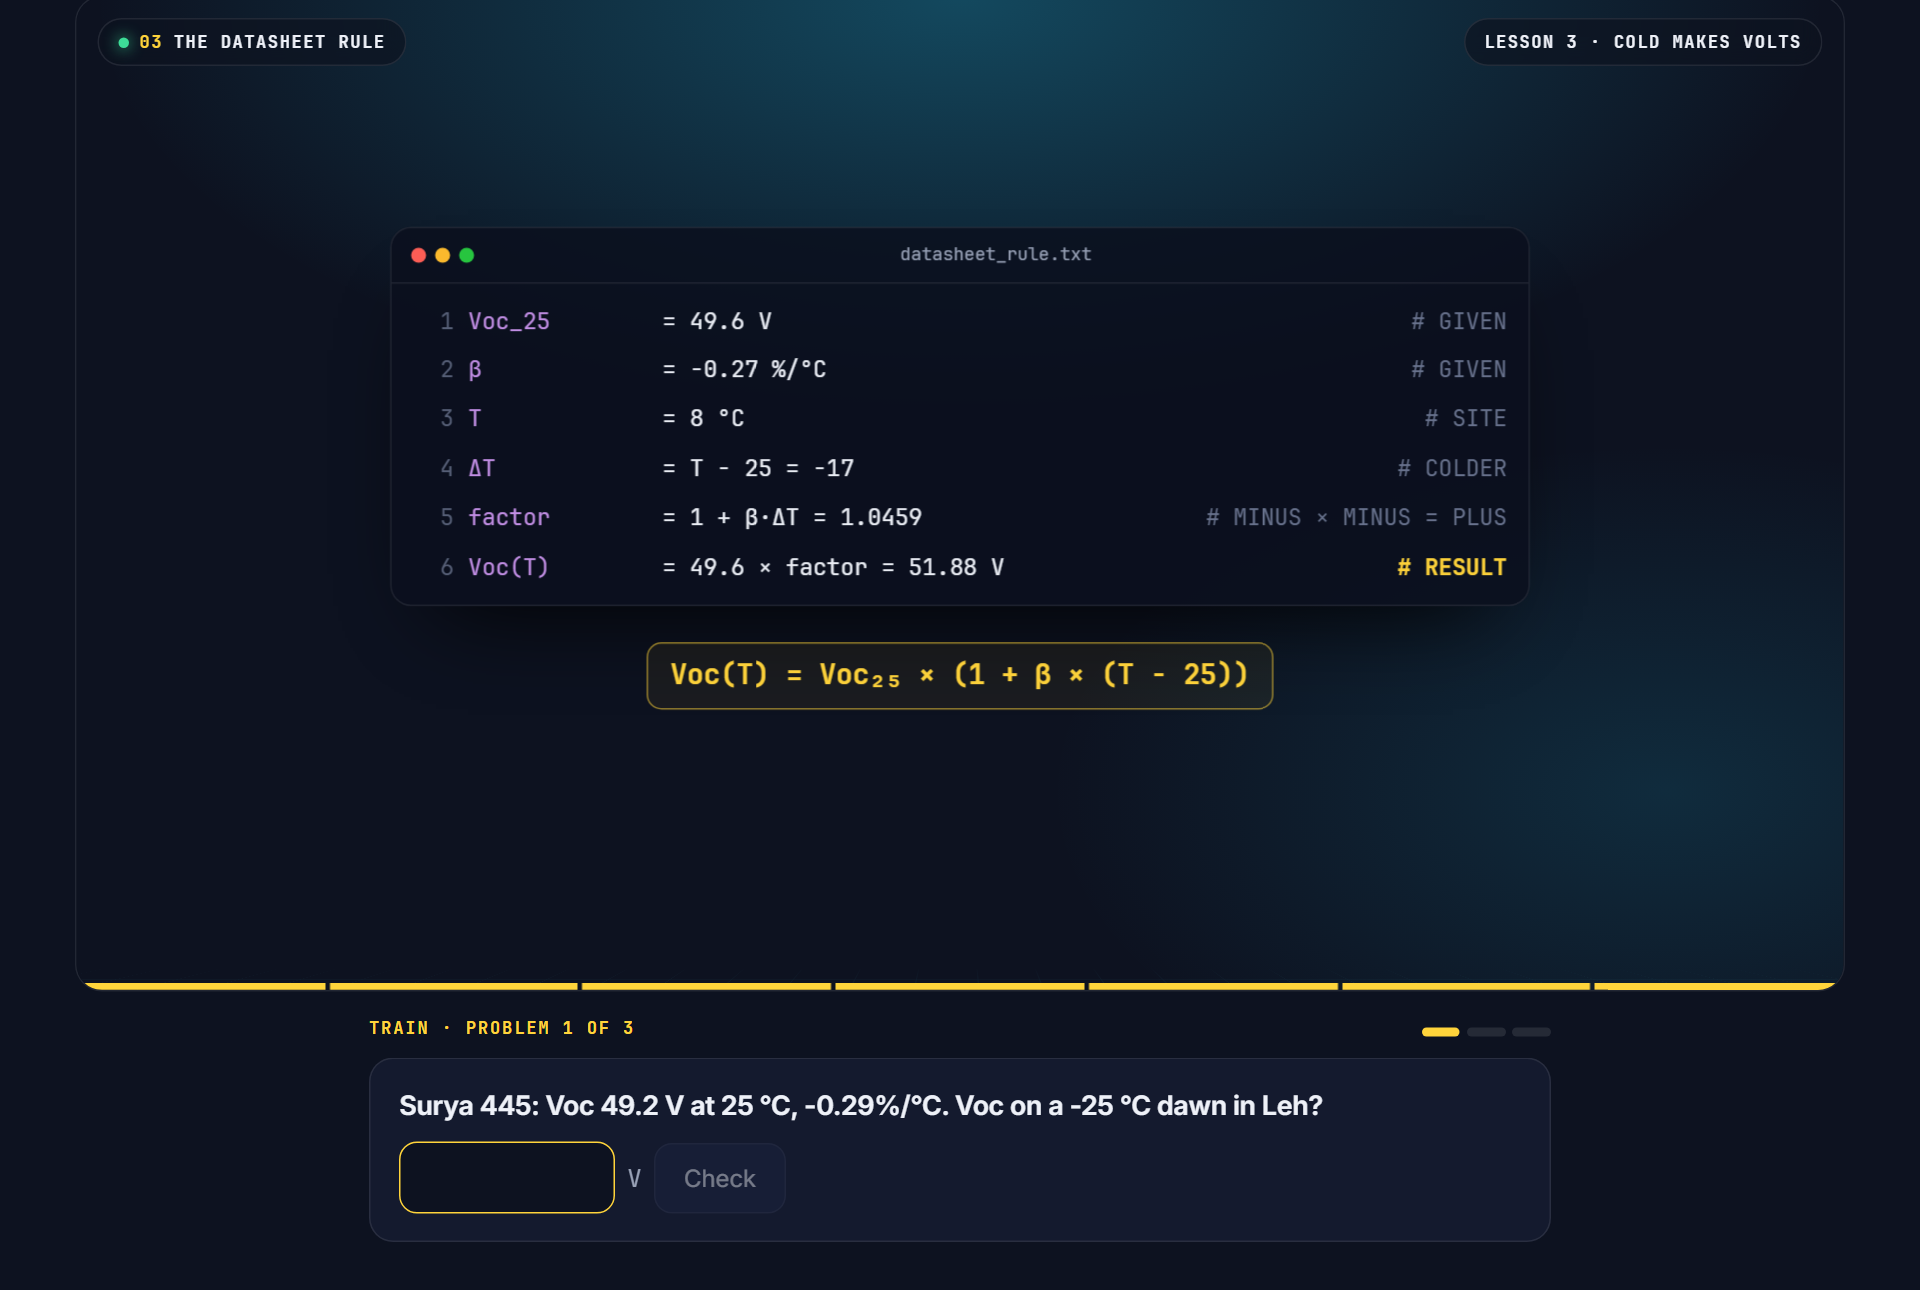 03 THE DATASHEET RULE
LESSON 3 · COLD MAKES VOLTS
datasheet_rule.txt
1 Voc_25 = 49.6 V # GIVEN
2 β = -0.27 %/°C # GIVEN
3 T = 8 °C # SITE
4 ΔT = T - 25 = -17 # COLDER
5 factor = 1 + β·ΔT = 1.0459 # MINUS × MINUS = PLUS
6 Voc(T) = 49.6 × factor = 51.88 V # RESULT
Voc(T) = Voc₂₅ × (1 + β × (T - 25))
TRAIN · PROBLEM 1 OF 3
Surya 445: Voc 49.2 V at 25 °C, -0.29%/°C. Voc on a -25 °C dawn in Leh?
V Check